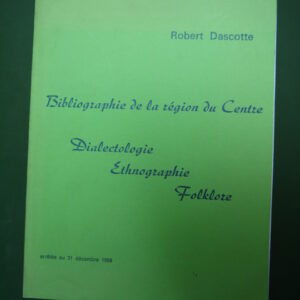 Robert Dascotte
Bibliographie de la région du Centre
Dialectologie
Ethnographie
Folklore
arrêtée au 31 décembre